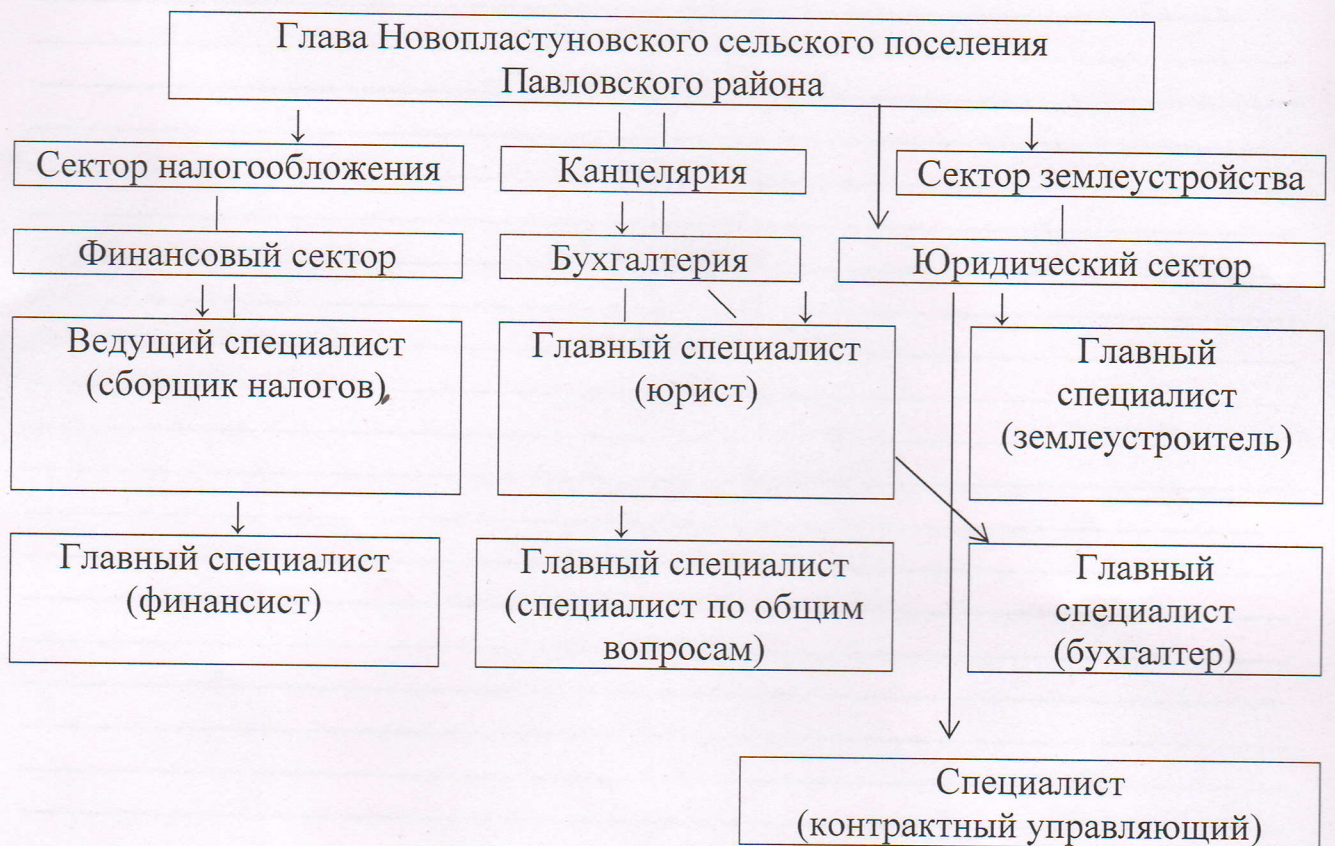 Глава Новопластуновского сельского поселения
Павловского района
Сектор налогообложения
Канцелярия
Сектор землеустройства
Финансовый сектор
Бухгалтерия
Юридический сектор
Ведущий специалист
(сборщик налогов)
Главный специалист
(юрист)
Главный
специалист
(землеустроитель)
Главный специалист
(финансист)
Главный специалист
(специалист по общим
вопросам)
Главный
специалист
(бухгалтер)
Специалист
(контрактный управляющий)